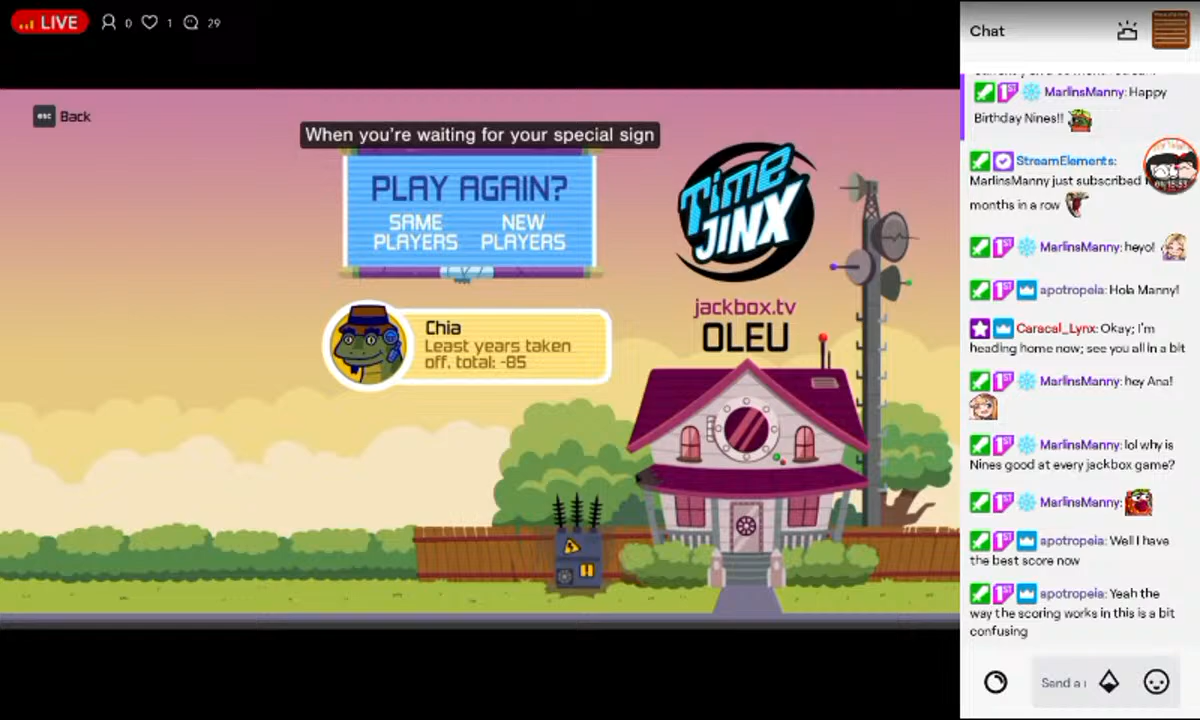 LIVE 0 1 29
esc Back
When you're waiting for your special sign
PLAY AGAIN?
SAME PLAYERS
NEW PLAYERS
TIME JINX
jackbox.tv
OLEU
Chia
Least years taken
off, total: -85
Chat
MarlinsManny: Happy
Birthday Nines!!
StreamElements:
MarlinsManny just subscribed
months in a row
MarlinsManny: heyo!
apotropeia: Hola Manny!
Caracal_Lynx: Okay; I'm
heading home now; see you all in a bit
MarlinsManny: hey Ana!
MarlinsManny: lol why is
Nines good at every jackbox game?
MarlinsManny:
apotropeia: Well I have
the best score now
apotropeia: Yeah the
way the scoring works in this is a bit
confusing
Send a